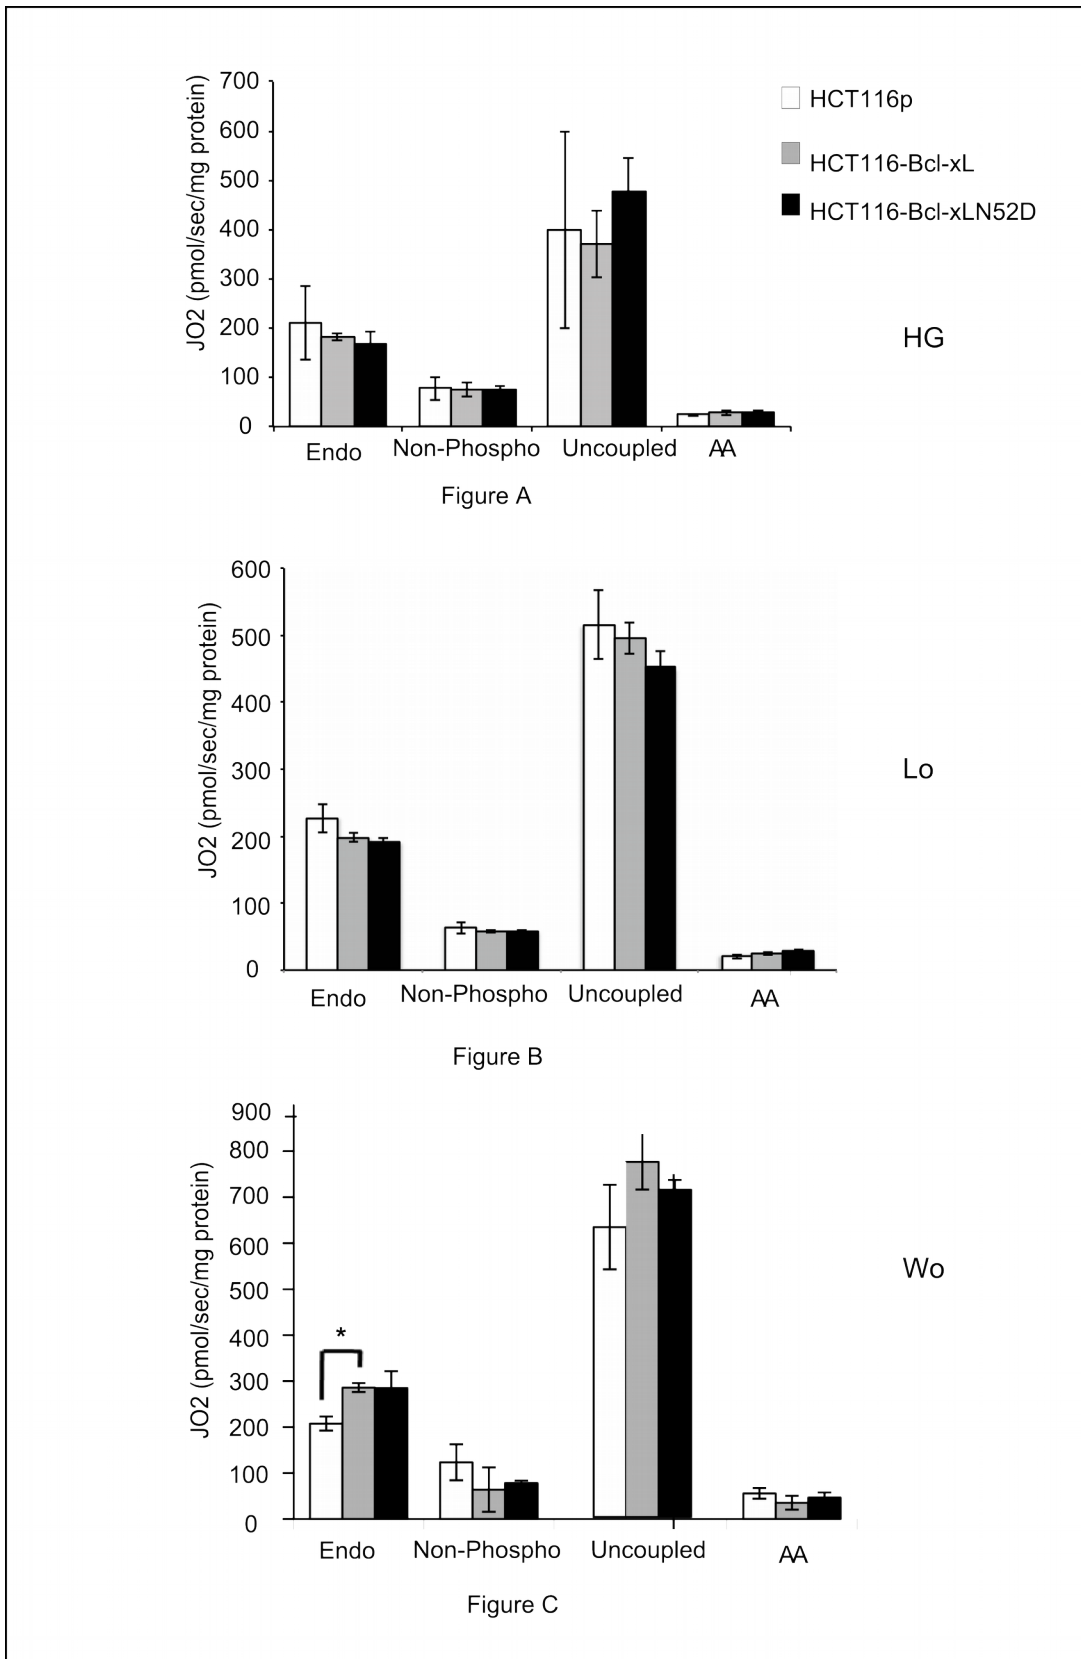 700
600
500
400
300
200
100
0
JO2 (pmol/sec/mg protein)
HCT116p
HCT116-Bcl-xL
HCT116-Bcl-xLN52D
HG
Endo Non-Phospho Uncoupled AA
Figure A
600
500
400
300
200
100
0
JO2 (pmol/sec/mg protein)
Lo
Endo Non-Phospho Uncoupled AA
Figure B
900
800
700
600
500
400
300
200
100
0
JO2 (pmol/sec/mg protein)
*
Wo
Endo Non-Phospho Uncoupled AA
Figure C